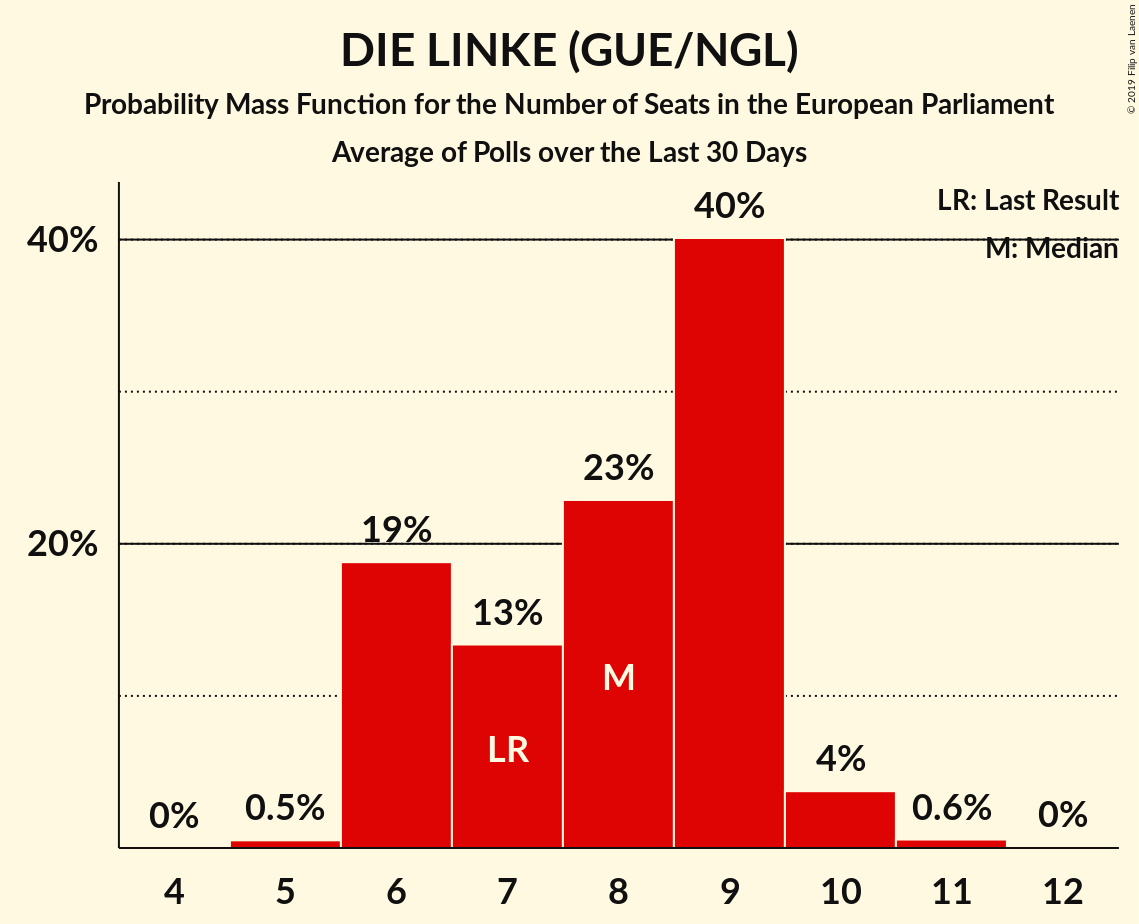 DIE LINKE (GUE/NGL)
Probability Mass Function for the Number of Seats in the European Parliament
Average of Polls over the Last 30 Days
© 2019 Filip van Laenen
LR: Last Result
M: Median
40%
20%
0%
0.5%
19%
13%
23%
40%
4%
0.6%
0%
LR
M
4 5 6 7 8 9 10 11 12